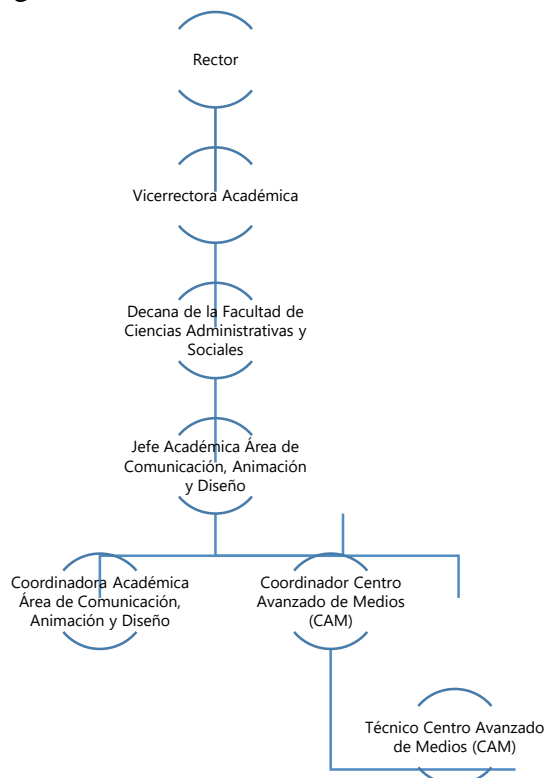 Rector
Vicerrectora Académica
Decana de la Facultad de
Ciencias Administrativas y
Sociales
Jefe Académica Área de
Comunicación, Animación
y Diseño
Coordinadora Académica
Área de Comunicación,
Animación y Diseño
Coordinador Centro
Avanzado de Medios
(CAM)
Técnico Centro Avanzado
de Medios (CAM)